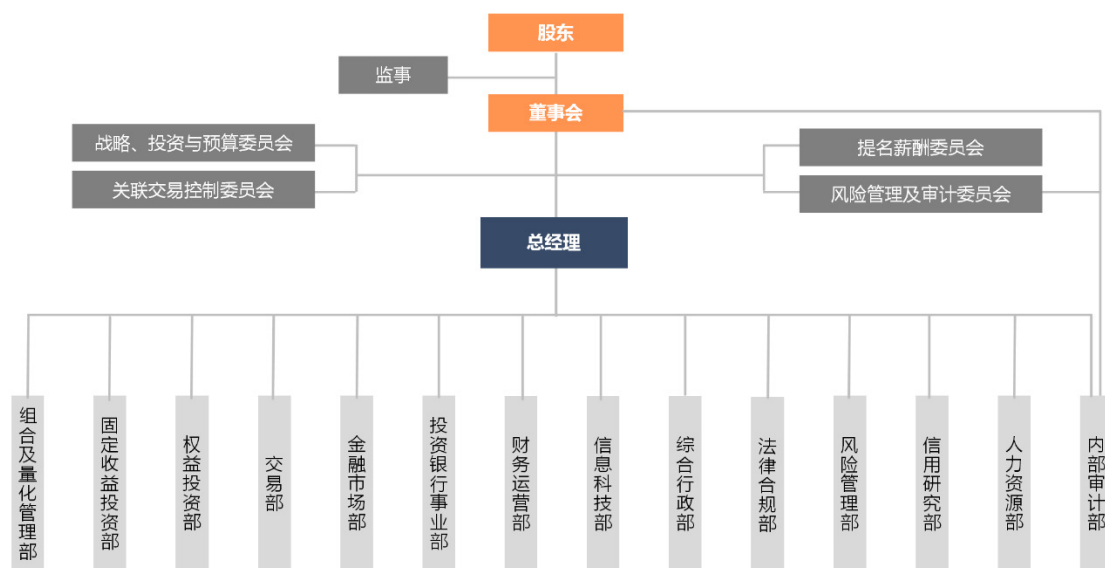 股东
监事
董事会
战略、投资与预算委员会
提名薪酬委员会
关联交易控制委员会
风险管理及审计委员会
总经理
组合及量化管理部
固定收益投资部
权益投资部
交易部
金融市场部
投资银行事业部
财务运营部
信息科技部
综合行政部
法律合规部
风险管理部
信用研究部
人力资源部
内部审计部